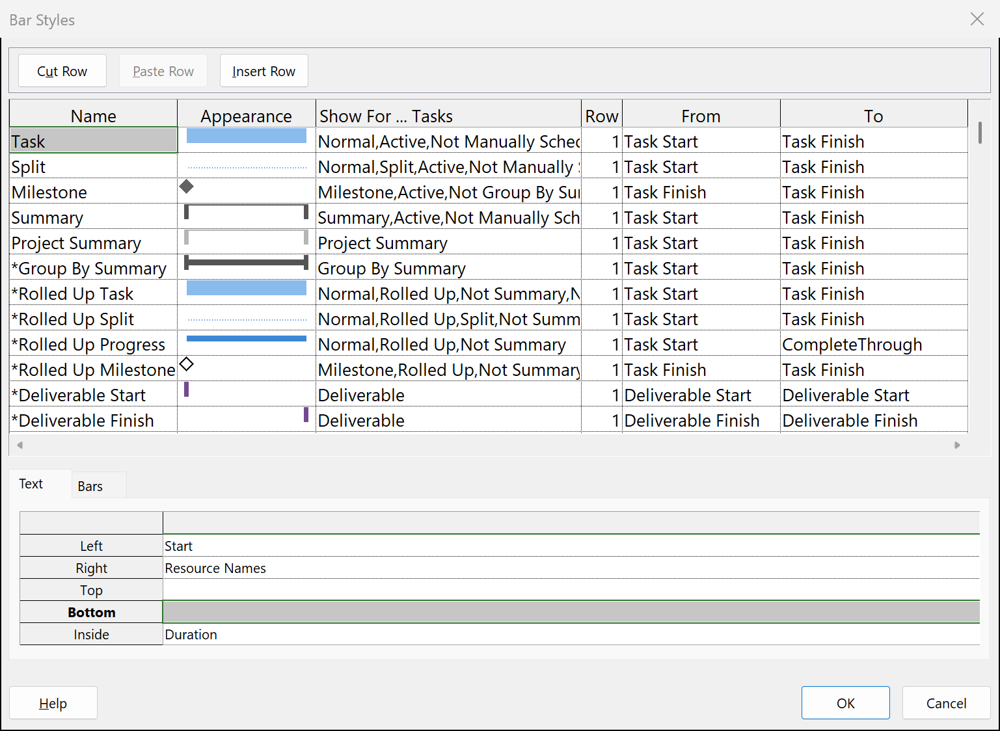 Bar Styles
Cut Row Paste Row Insert Row
Name Appearance Show For ... Tasks Row From To
Task Normal,Active,Not Manually Sched 1 Task Start Task Finish
Split Normal,Split,Active,Not Manually 1 Task Start Task Finish
Milestone Milestone,Active,Not Group By Sum 1 Task Finish Task Finish
Summary Summary,Active,Not Manually Sch 1 Task Start Task Finish
Project Summary Project Summary 1 Task Start Task Finish
*Group By Summary Group By Summary 1 Task Start Task Finish
*Rolled Up Task Normal,Rolled Up,Not Summary,N 1 Task Start Task Finish
*Rolled Up Split Normal,Rolled Up,Split,Not Summ 1 Task Start Task Finish
*Rolled Up Progress Normal,Rolled Up,Not Summary 1 Task Start CompleteThrough
*Rolled Up Milestone Milestone,Rolled Up,Not Summary 1 Task Finish Task Finish
*Deliverable Start Deliverable 1 Deliverable Start Deliverable Start
*Deliverable Finish Deliverable 1 Deliverable Finish Deliverable Finish
Text Bars
Left Start
Right Resource Names
Top
Bottom
Inside Duration
Help OK Cancel